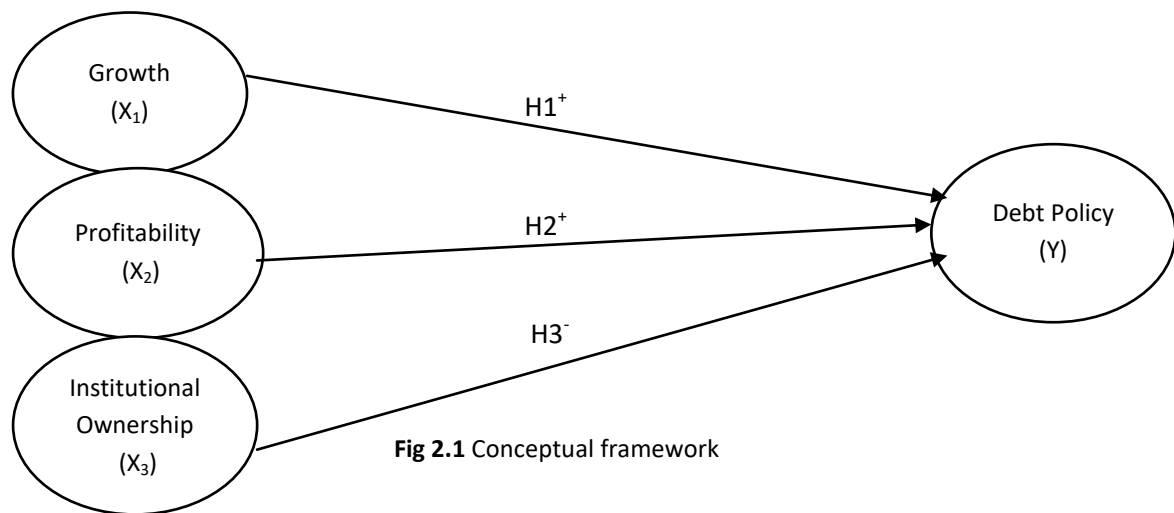 Growth
(X₁)
H1⁺
Profitability
(X₂)
H2⁺
Debt Policy
(Y)
H3⁻
Institutional
Ownership
(X₃)
Fig 2.1 Conceptual framework